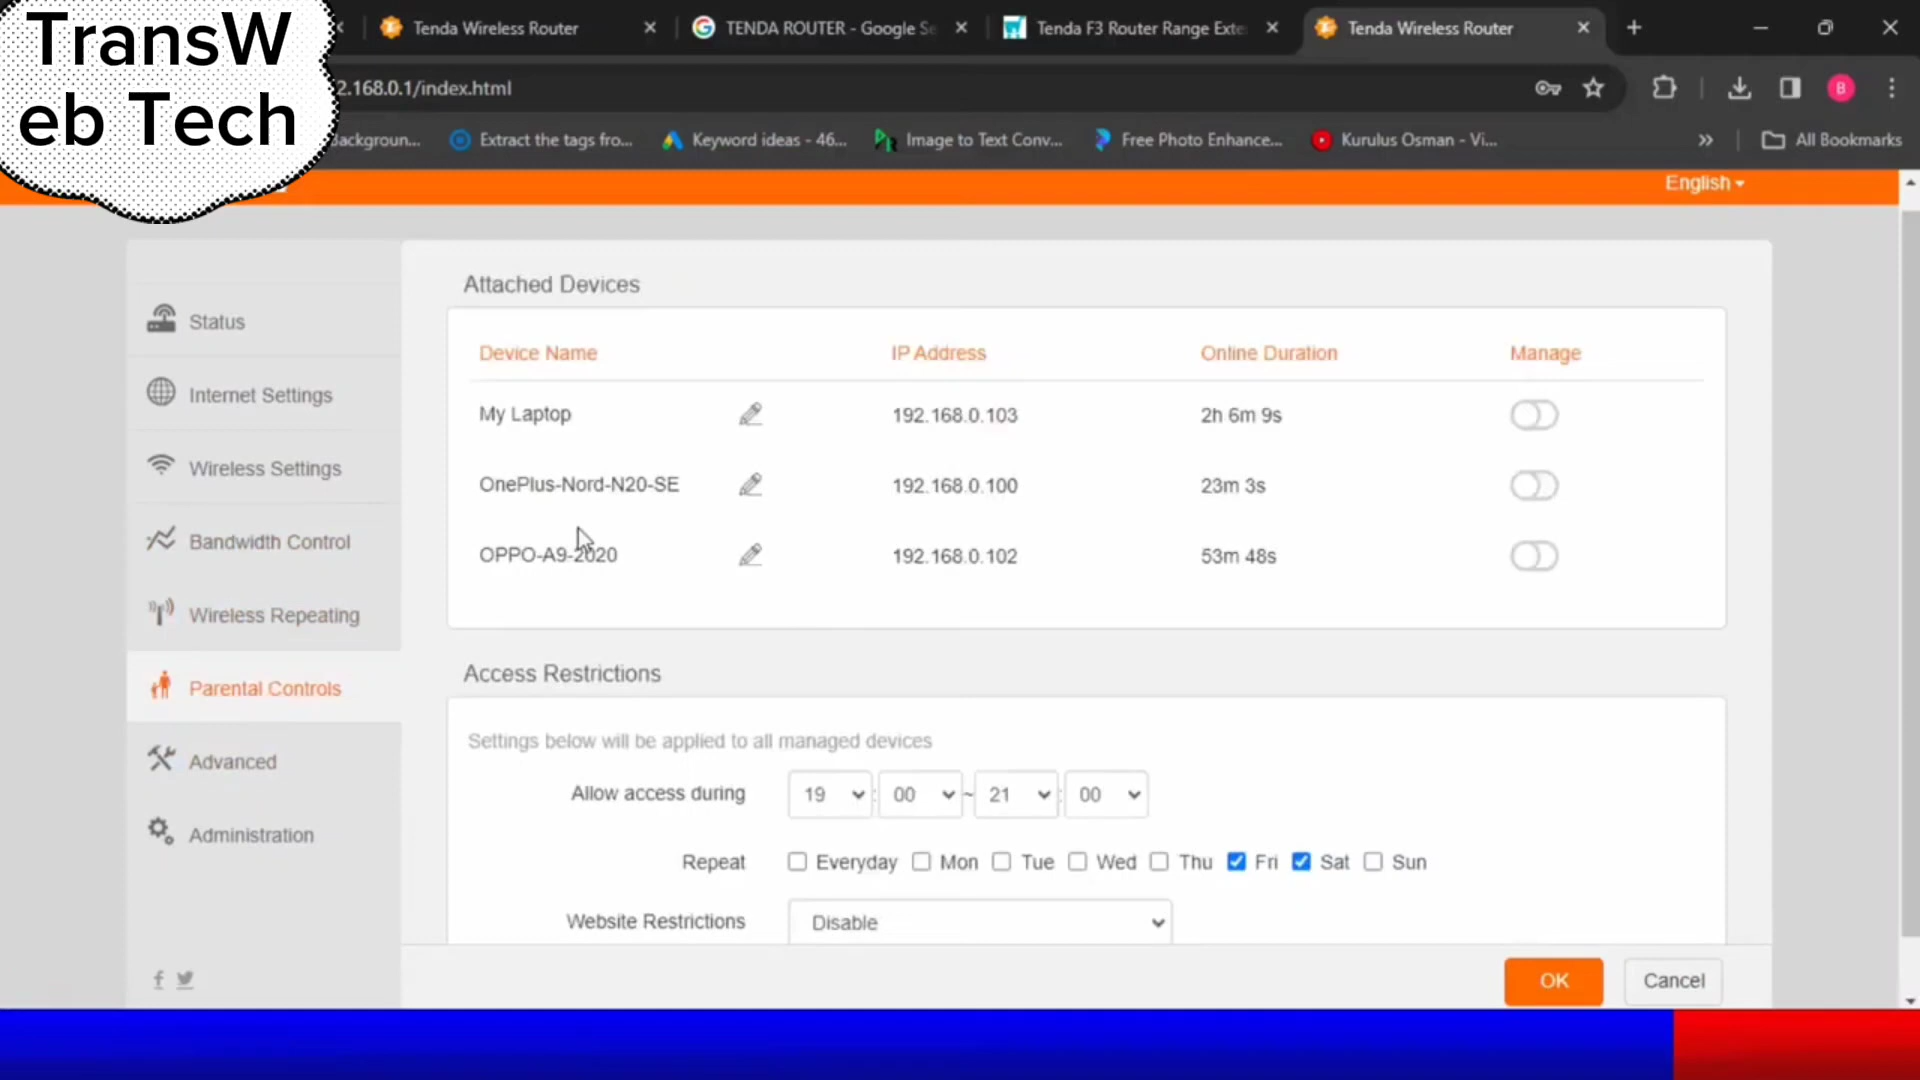 TransW
eb Tech
Tenda Wireless Router
TENDA ROUTER - Google Se
Tenda F3 Router Range Exte
Tenda Wireless Router
2.168.0.1/index.html
B
Backgroun...
Extract the tags fro...
Keyword ideas - 46...
Image to Text Conv...
Free Photo Enhance...
Kurulus Osman - Vi...
All Bookmarks
English
Status
Internet Settings
Wireless Settings
Bandwidth Control
Wireless Repeating
Parental Controls
Advanced
Administration
Attached Devices
Device Name IP Address Online Duration Manage
My Laptop 192.168.0.103 2h 6m 9s
OnePlus-Nord-N20-SE 192.168.0.100 23m 3s
OPPO-A9-2020 192.168.0.102 53m 48s
Access Restrictions
Settings below will be applied to all managed devices
Allow access during 19 : 00 ~ 21 : 00
Repeat Everyday Mon Tue Wed Thu Fri Sat Sun
Website Restrictions Disable
OK Cancel